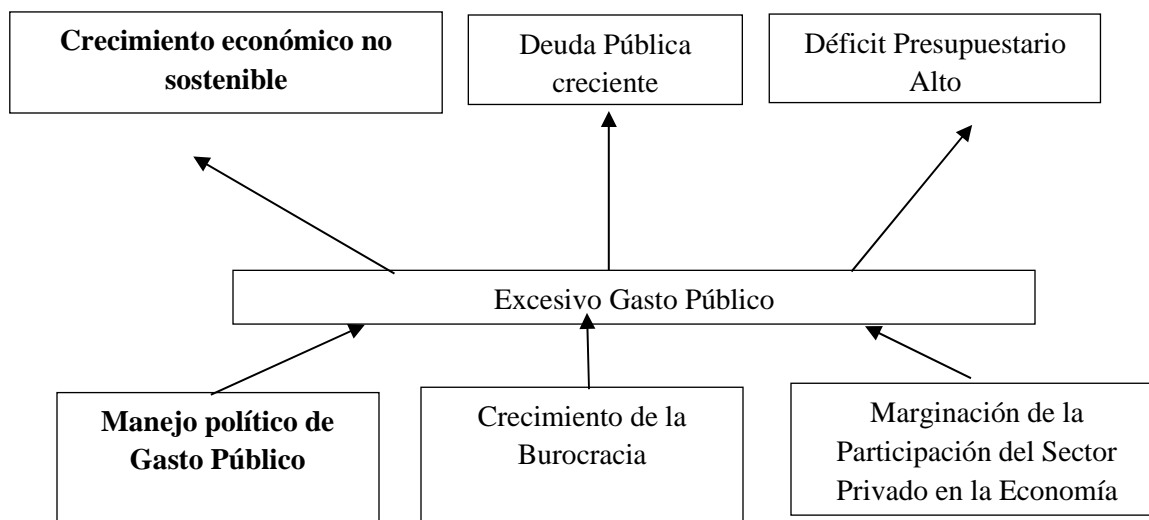 Crecimiento económico no
sostenible
Deuda Pública
creciente
Déficit Presupuestario
Alto
Excesivo Gasto Público
Manejo político de
Gasto Público
Crecimiento de la
Burocracia
Marginación de la
Participación del Sector
Privado en la Economía